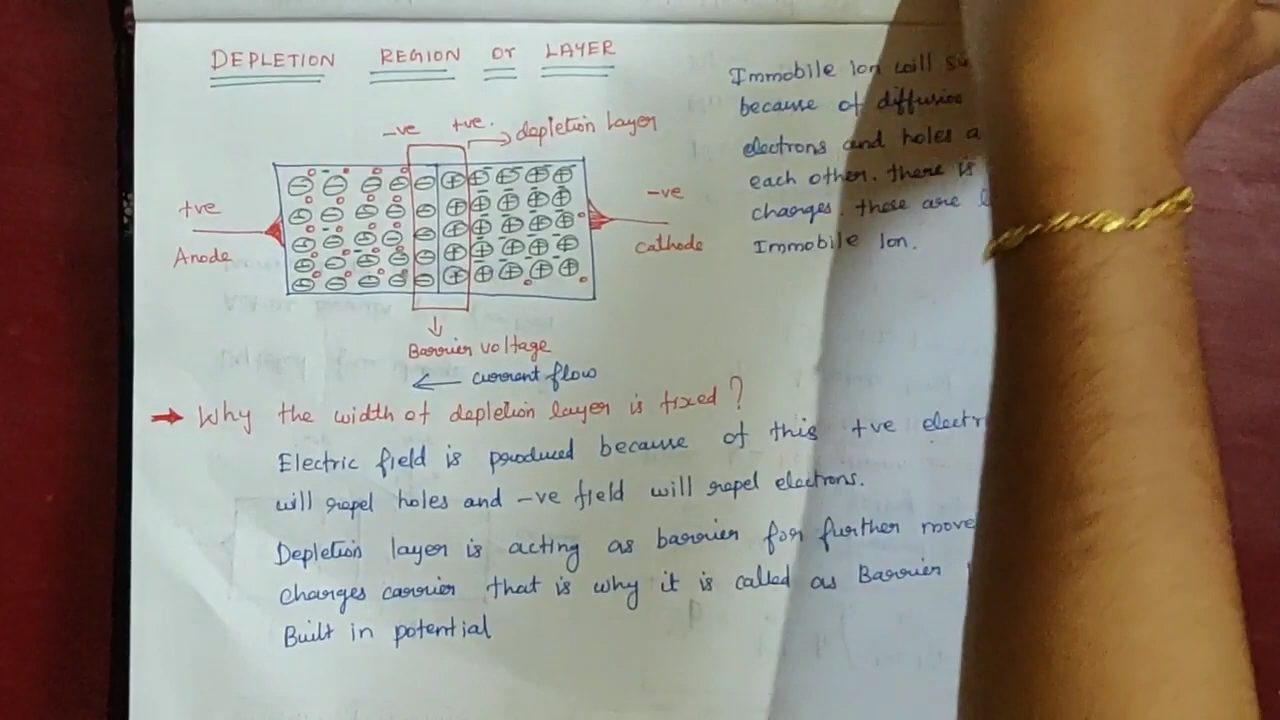 DEPLETION REGION or LAYER
-ve +ve.
depletion layer
+ve
Anode
-ve
Cathode
Barrier voltage
← current flow
Immobile Ion will
because of diffusion
electrons and holes
each other. there is
charges. these are
Immobile Ion.
→ Why the width of depletion layer is fixed?
Electric field is produced because of this +ve
will repel holes and -ve field will repel electrons.
Depletion layer is acting as barrier for further
charges carrier that is why it is called as Barrier
Built in potential